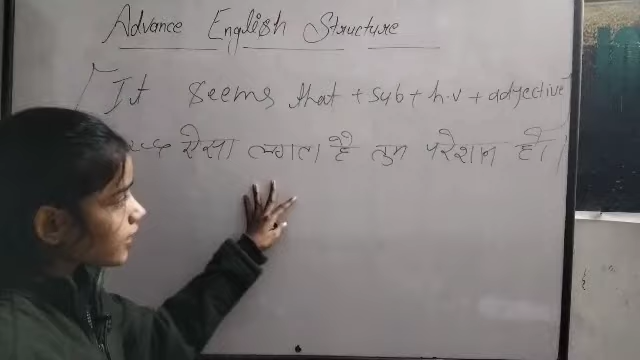 Advance English Structure
[It seems that + sub + h.v + adjective]
ऐसा लगता है तुम परेशान हो।